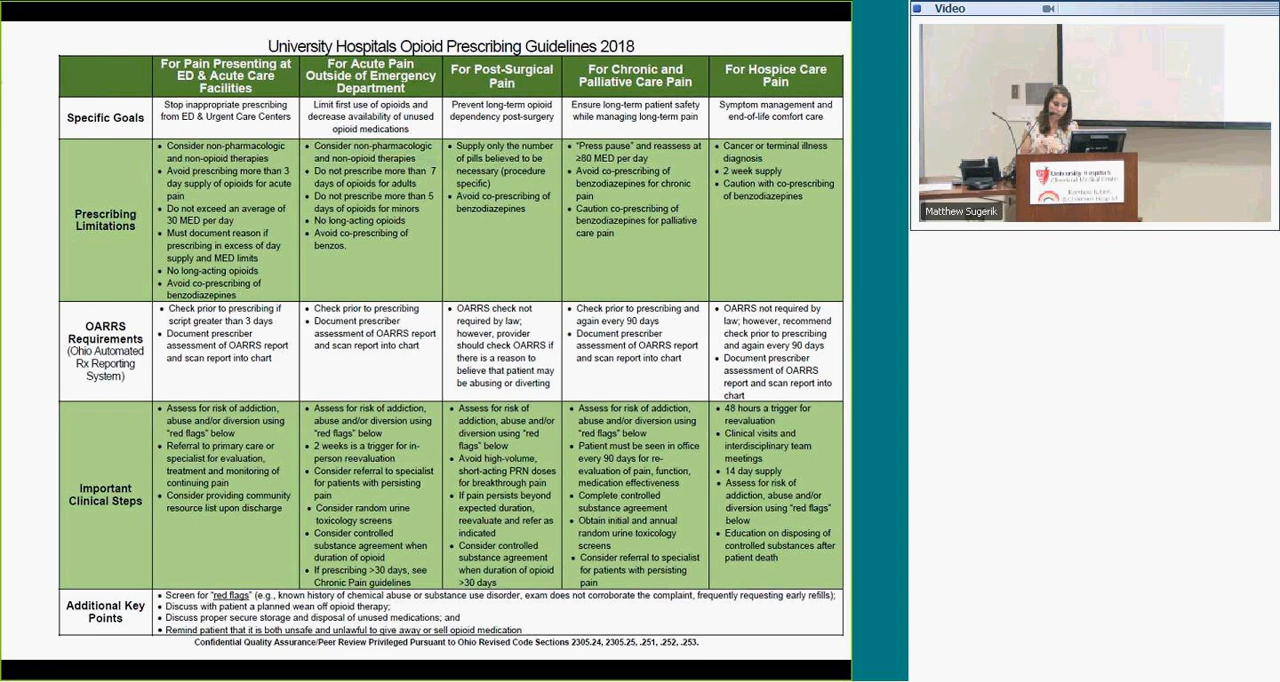 University Hospitals Opioid Prescribing Guidelines 2018
For Pain Presenting at
ED & Acute Care
Facilities
For Acute Pain
Outside of Emergency
Department
For Post-Surgical
Pain
For Chronic and
Palliative Care Pain
For Hospice Care
Pain
Specific Goals
Stop inappropriate prescribing
from ED & Urgent Care Centers
Limit first use of opioids and
decrease availability of unused
opioid medications
Prevent long-term opioid
dependency post-surgery
Ensure long-term patient safety
while managing long-term pain
Symptom management and
end-of-life comfort care
Prescribing
Limitations
• Consider non-pharmacologic
and non-opioid therapies
• Avoid prescribing more than 3
day supply of opioids for acute
pain
• Do not exceed an average of
30 MED per day
• Must document reason if
prescribing in excess of day
supply and MED limits
• No long-acting opioids
• Avoid co-prescribing of
benzodiazepines
• Consider non-pharmacologic
and non-opioid therapies
• Do not prescribe more than 7
days of opioids for adults
• Do not prescribe more than 5
days of opioids for minors
• No long-acting opioids
• Avoid co-prescribing of
benzos.
• Supply only the number
of pills believed to be
necessary (procedure
specific)
• Avoid co-prescribing of
benzodiazepines
• "Press pause" and reassess at
≥80 MED per day
• Avoid co-prescribing of
benzodiazepines for chronic
pain
• Caution co-prescribing of
benzodiazepines for palliative
care pain
• Cancer or terminal illness
diagnosis
• 2 week supply
• Caution with co-prescribing
of benzodiazepines
OARRS
Requirements
(Ohio Automated
Rx Reporting
System)
• Check prior to prescribing if
script greater than 3 days
• Document prescriber
assessment of OARRS report
and scan report into chart
• Check prior to prescribing
• Document prescriber
assessment of OARRS report
and scan report into chart
• OARRS check not
required by law;
however, provider
should check OARRS if
there is a reason to
believe that patient may
be abusing or diverting
• Check prior to prescribing and
again every 90 days
• Document prescriber
assessment of OARRS report
and scan report into chart
• OARRS not required by
law; however, recommend
check prior to prescribing
and again every 90 days
• Document prescriber
assessment of OARRS
report and scan report into
chart
Important
Clinical Steps
• Assess for risk of addiction,
abuse and/or diversion using
"red flags" below
• Referral to primary care or
specialist for evaluation,
treatment and monitoring of
continuing pain
• Consider providing community
resource list upon discharge
• Assess for risk of addiction,
abuse and/or diversion using
"red flags" below
• 2 weeks is a trigger for in-
person reevaluation
• Consider referral to specialist
for patients with persisting
pain
• Consider random urine
toxicology screens
• Consider controlled
substance agreement when
duration of opioid
• If prescribing >30 days, see
Chronic Pain guidelines
• Assess for risk of
addiction, abuse and/or
diversion using "red
flags" below
• Avoid high-volume,
short-acting PRN doses
for breakthrough pain
• If pain persists beyond
expected duration,
reevaluate and refer as
indicated
• Consider controlled
substance agreement
when duration of opioid
>30 days
• Assess for risk of addiction,
abuse and/or diversion using
"red flags" below
• Patient must be seen in office
every 90 days for re-
evaluation of pain, function,
medication effectiveness
• Complete controlled
substance agreement
• Obtain initial and annual
random urine toxicology
screens
• Consider referral to specialist
for patients with persisting
pain
• 48 hours a trigger for
reevaluation
• Clinical visits and
interdisciplinary team
meetings
• 14 day supply
• Assess for risk of
addiction, abuse and/or
diversion using "red flags"
below
• Education on disposing of
controlled substances after
patient death
Additional Key
Points
• Screen for "red flags" (e.g., known history of chemical abuse or substance use disorder, exam does not corroborate the complaint, frequently requesting early refills);
• Discuss with patient a planned wean off opioid therapy;
• Discuss proper secure storage and disposal of unused medications; and
• Remind patient that it is both unsafe and unlawful to give away or sell opioid medication
Confidential Quality Assurance/Peer Review Privileged Pursuant to Ohio Revised Code Sections 2305.24, 2305.25, .251, .252, .253.
Video
University Hospitals
Cleveland Medical Center
Matthew Sugerik